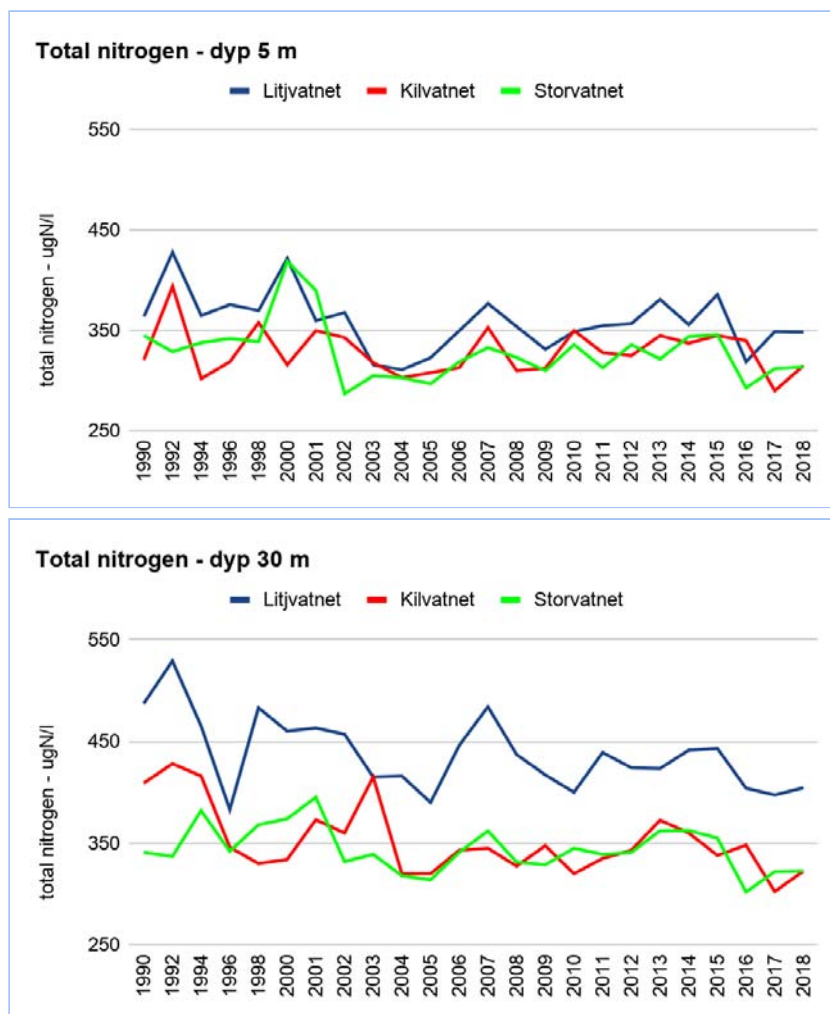 Total nitrogen - dyp 5 m
Litjvatnet Kilvatnet Storvatnet
550
450
350
250
total nitrogen - ugN/l
1990 1992 1994 1996 1998 2000 2001 2002 2003 2004 2005 2006 2007 2008 2009 2010 2011 2012 2013 2014 2015 2016 2017 2018
Total nitrogen - dyp 30 m
Litjvatnet Kilvatnet Storvatnet
550
450
350
250
total nitrogen - ugN/l
1990 1992 1994 1996 1998 2000 2001 2002 2003 2004 2005 2006 2007 2008 2009 2010 2011 2012 2013 2014 2015 2016 2017 2018